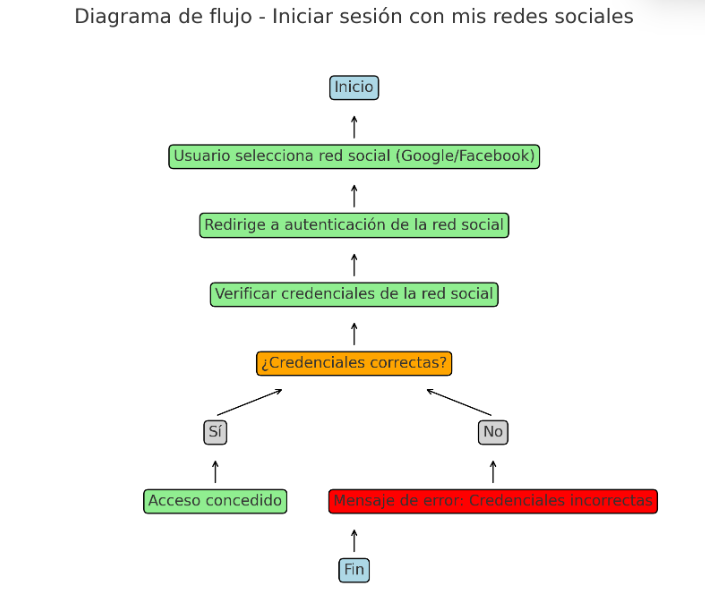 Diagrama de flujo - Iniciar sesión con mis redes sociales
Inicio
Usuario selecciona red social (Google/Facebook)
Redirige a autenticación de la red social
Verificar credenciales de la red social
¿Credenciales correctas?
Sí
No
Acceso concedido
Mensaje de error: Credenciales incorrectas
Fin